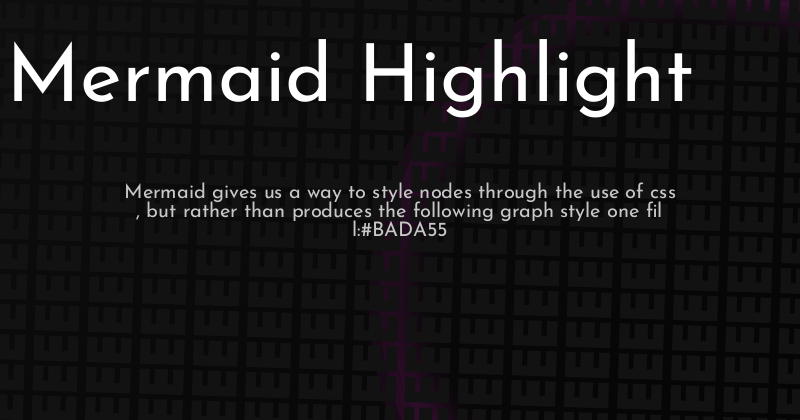 Mermaid Highlight
Mermaid gives us a way to style nodes through the use of css
, but rather than produces the following graph style one fil
l:#BADA55